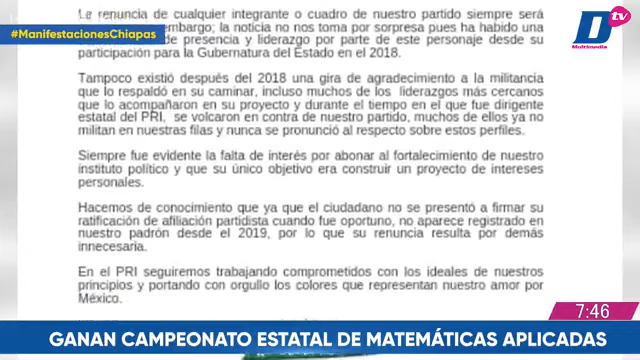 La renuncia de cualquier integrante o cuadro de nuestro partido siempre será
embargo; la noticia no nos toma por sorpresa pues ha habido una
#ManifestacionesChiapas
de presencia y liderazgo por parte de este personaje desde su
participación para la Gubernatura del Estado en el 2018.
Tampoco existió después del 2018 una gira de agradecimiento a la militancia
que lo respaldó en su caminar, incluso muchos de los liderazgos más cercanos
que lo acompañaron en su proyecto y durante el tiempo en el que fue dirigente
estatal del PRI, se volcaron en contra de nuestro partido, muchos de ellos ya no
militan en nuestras filas y nunca se pronunció al respecto sobre estos perfiles.
Siempre fue evidente la falta de interés por abonar al fortalecimiento de nuestro
instituto político y que su único objetivo era construir un proyecto de intereses
personales.
Hacemos de conocimiento que ya que el ciudadano no se presentó a firmar su
ratificación de afiliación partidista cuando fue oportuno, no aparece registrado en
nuestro padrón desde el 2019, por lo que su renuncia resulta por demás
innecesaria.
En el PRI seguiremos trabajando comprometidos con los ideales de nuestros
principios y portando con orgullo los colores que representan nuestro amor por
México.
D tv
Multimedia
7:46
GANAN CAMPEONATO ESTATAL DE MATEMÁTICAS APLICADAS